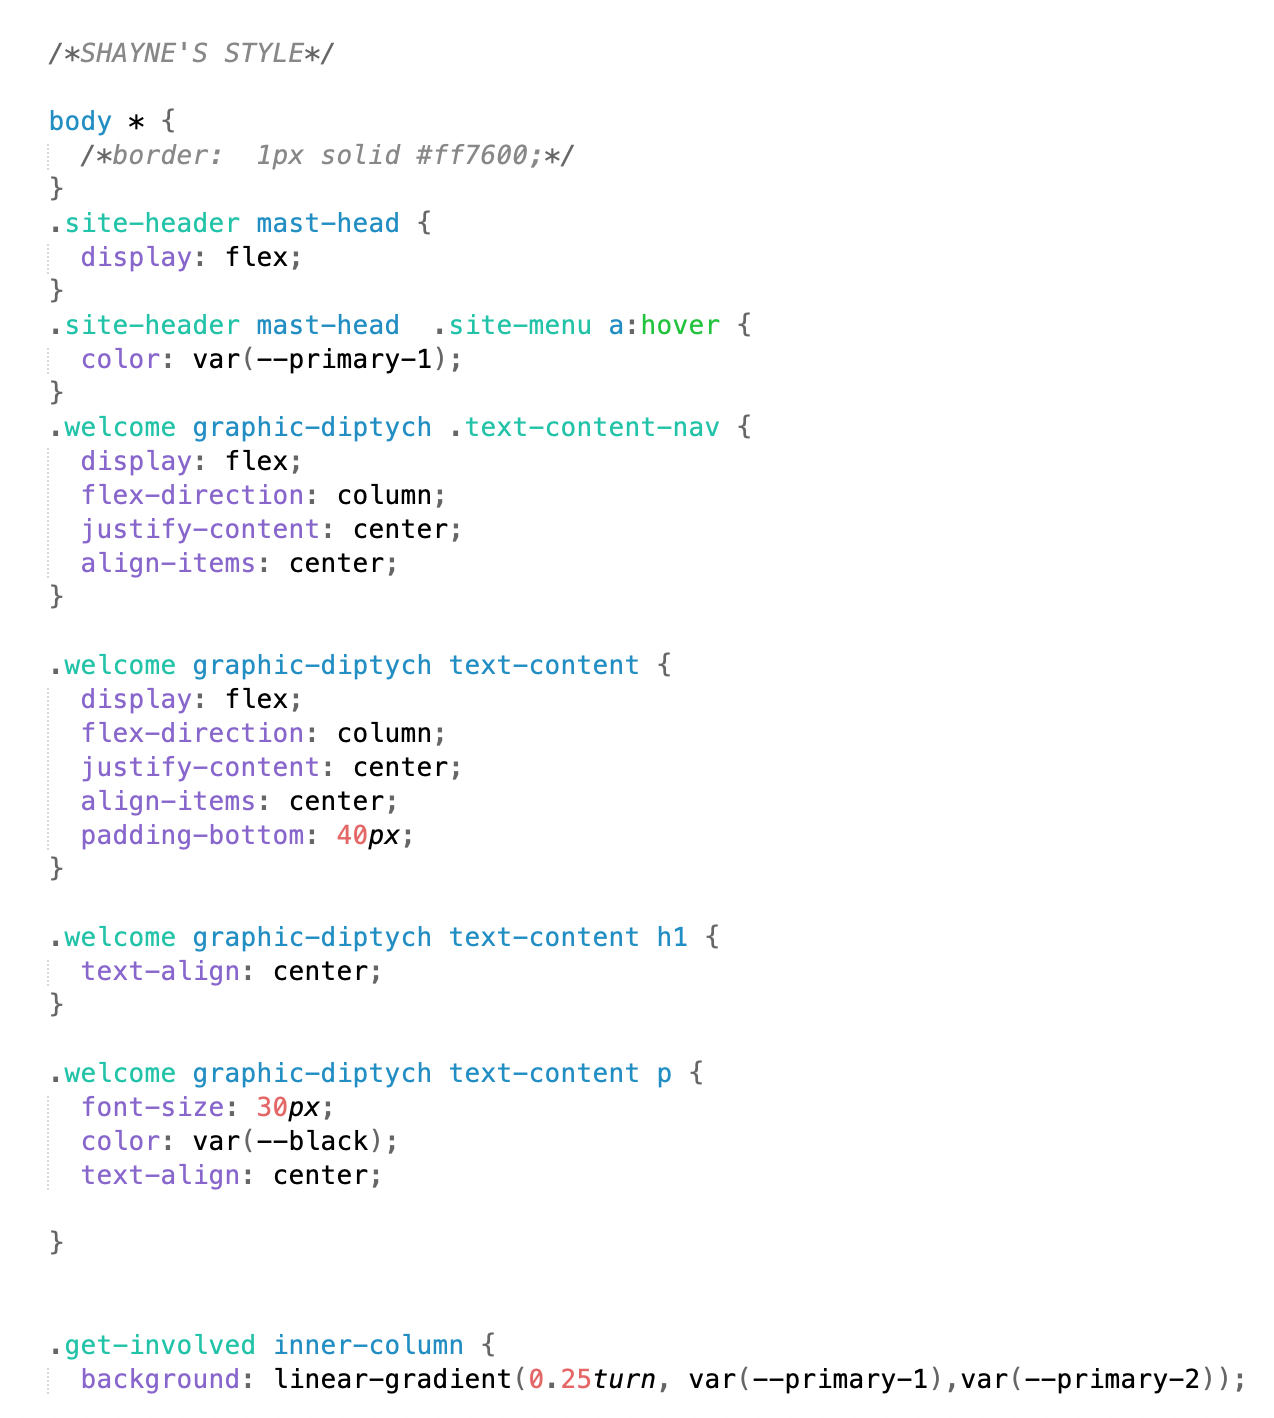 /*SHAYNE'S STYLE*/
body * {
/*border:  1px solid #ff7600;*/
}
.site-header mast-head {
display: flex;
}
.site-header mast-head  .site-menu a:hover {
color: var(--primary-1);
}
.welcome graphic-diptych .text-content-nav {
display: flex;
flex-direction: column;
justify-content: center;
align-items: center;
}
.welcome graphic-diptych text-content {
display: flex;
flex-direction: column;
justify-content: center;
align-items: center;
padding-bottom: 40px;
}
.welcome graphic-diptych text-content h1 {
text-align: center;
}
.welcome graphic-diptych text-content p {
font-size: 30px;
color: var(--black);
text-align: center;
}
.get-involved inner-column {
background: linear-gradient(0.25turn, var(--primary-1),var(--primary-2));